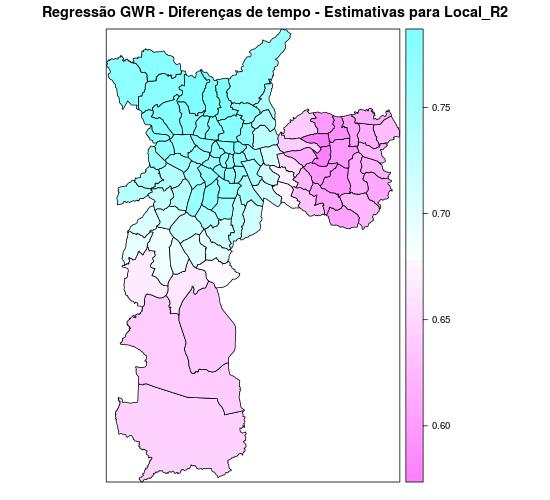 Regressão GWR - Diferenças de tempo - Estimativas para Local_R2
0.75
0.70
0.65
0.60